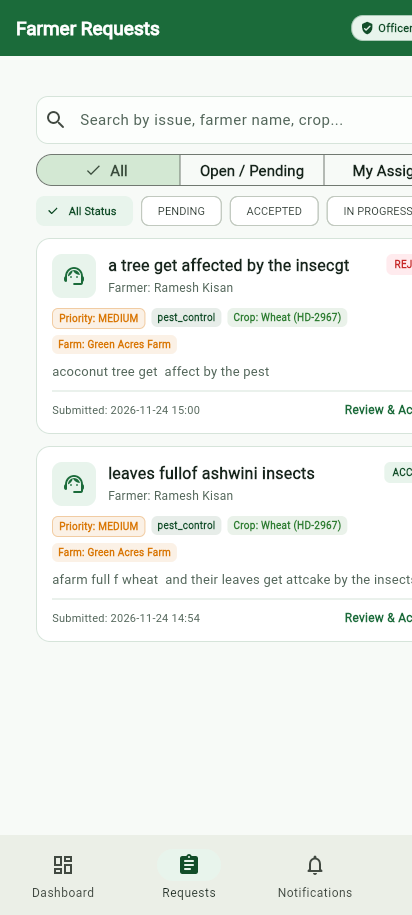 Farmer Requests
Officer
Search by issue, farmer name, crop...
All
Open / Pending
My Assig
All Status
PENDING
ACCEPTED
IN PROGRESS
a tree get affected by the insecgt
REJ
Farmer: Ramesh Kisan
Priority: MEDIUM
pest_control
Crop: Wheat (HD-2967)
Farm: Green Acres Farm
acoconut tree get  affect by the pest
Submitted: 2026-11-24 15:00
Review & Ac
leaves fullof ashwini insects
ACC
Farmer: Ramesh Kisan
Priority: MEDIUM
pest_control
Crop: Wheat (HD-2967)
Farm: Green Acres Farm
afarm full f wheat  and their leaves get attcake by the insects
Submitted: 2026-11-24 14:54
Review & Ac
Dashboard
Requests
Notifications